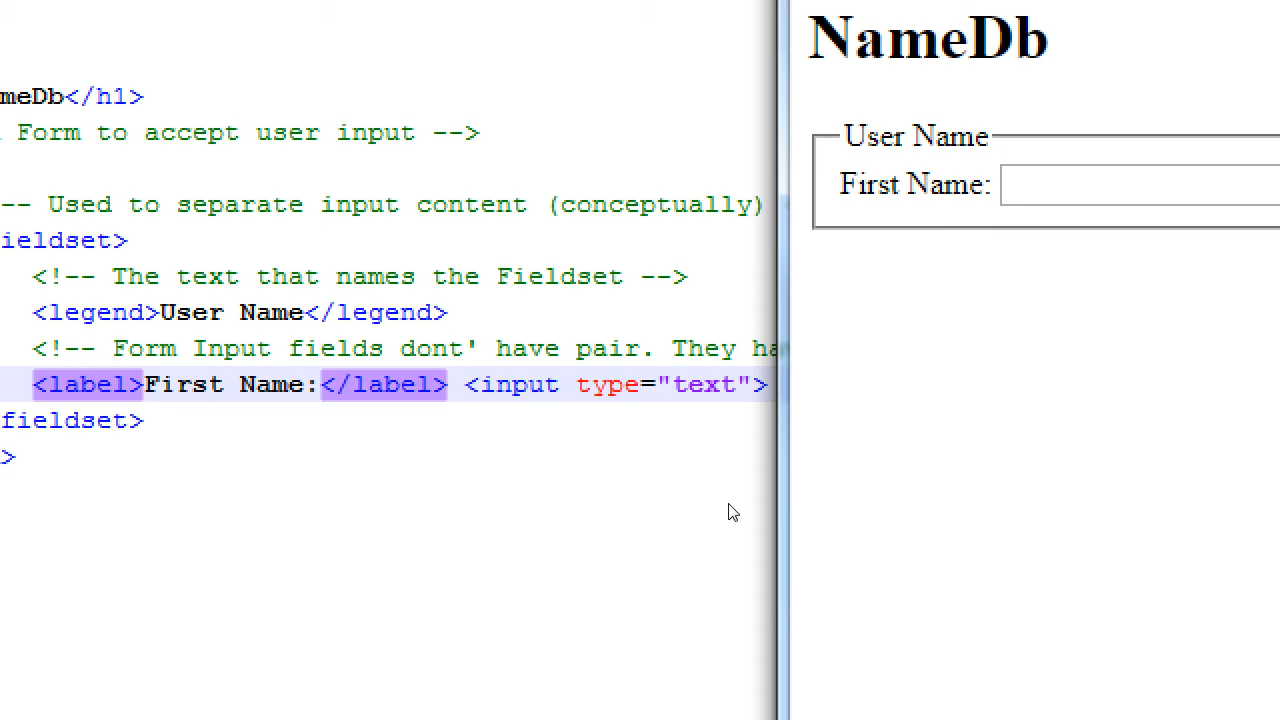 meDb</h1>
Form to accept user input -->
-- Used to separate input content (conceptually)
ieldset>
<!-- The text that names the Fieldset -->
<legend>User Name</legend>
<!-- Form Input fields dont' have pair. They ha
<label>First Name:</label> <input type="text">
fieldset>
>
NameDb
User Name
First Name: